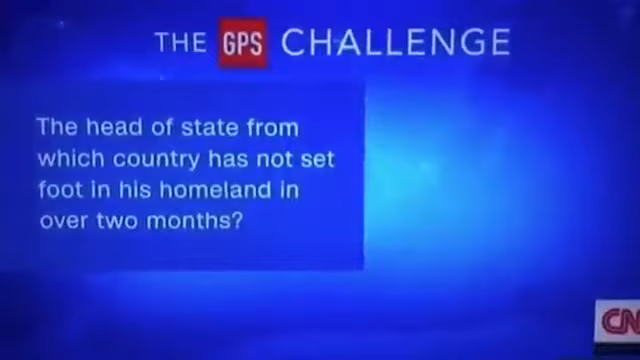 THE GPS CHALLENGE
The head of state from
which country has not set
foot in his homeland in
over two months?
CN